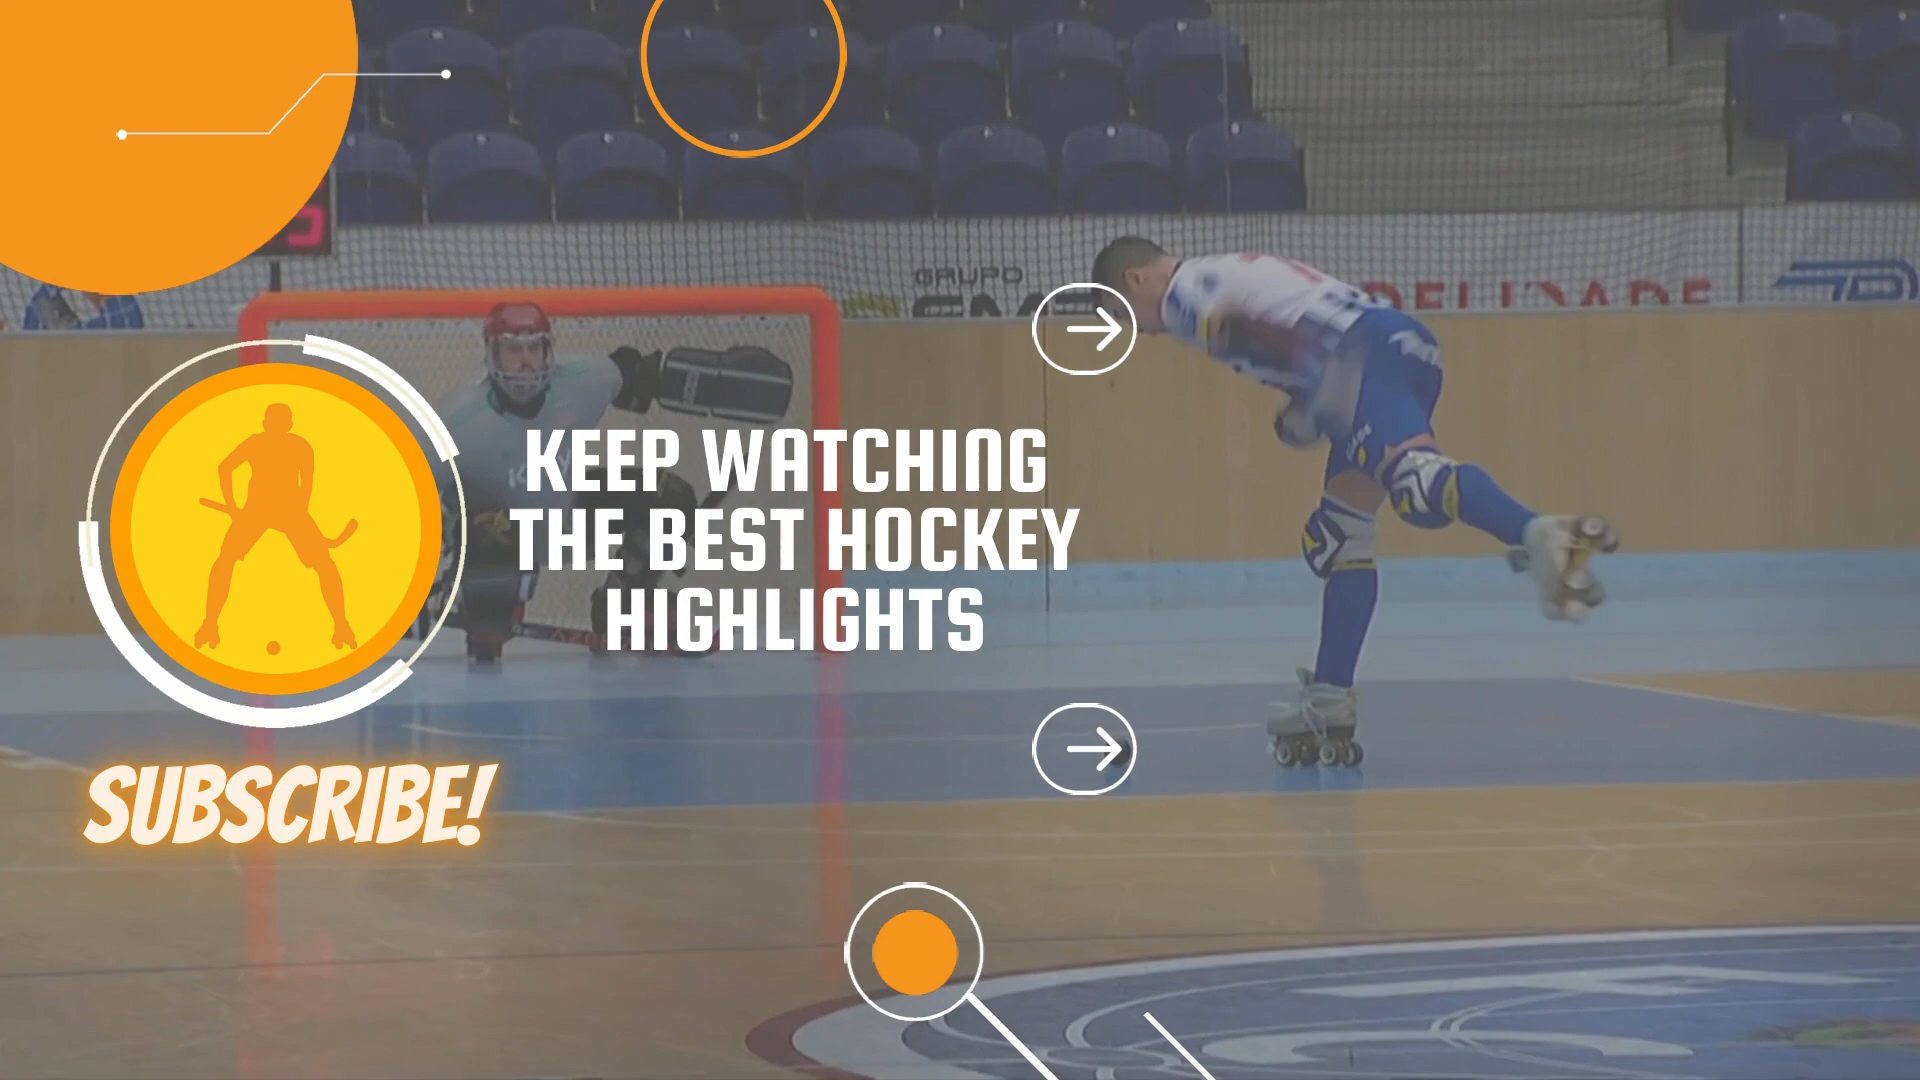 GRUPO
KEEP WATCHING
THE BEST HOCKEY
HIGHLIGHTS
SUBSCRIBE!